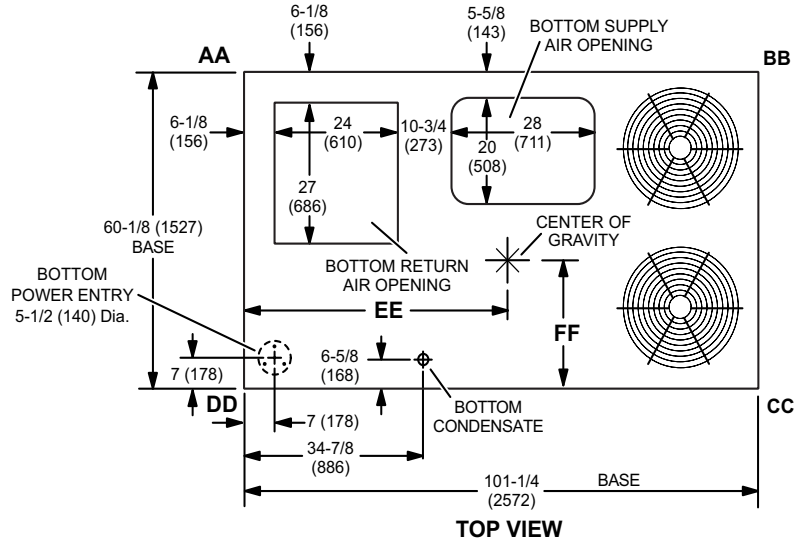 6-1/8
(156)
5-5/8
(143)
BOTTOM SUPPLY
AIR OPENING
AA
BB
6-1/8
(156)
24
(610)
10-3/4
(273)
28
(711)
20
(508)
27
(686)
60-1/8 (1527)
BASE
CENTER OF
GRAVITY
BOTTOM RETURN
AIR OPENING
BOTTOM
POWER ENTRY
5-1/2 (140) Dia.
EE
FF
6-5/8
(168)
7 (178)
DD
7 (178)
BOTTOM
CONDENSATE
CC
34-7/8
(886)
101-1/4
(2572)
BASE
TOP VIEW